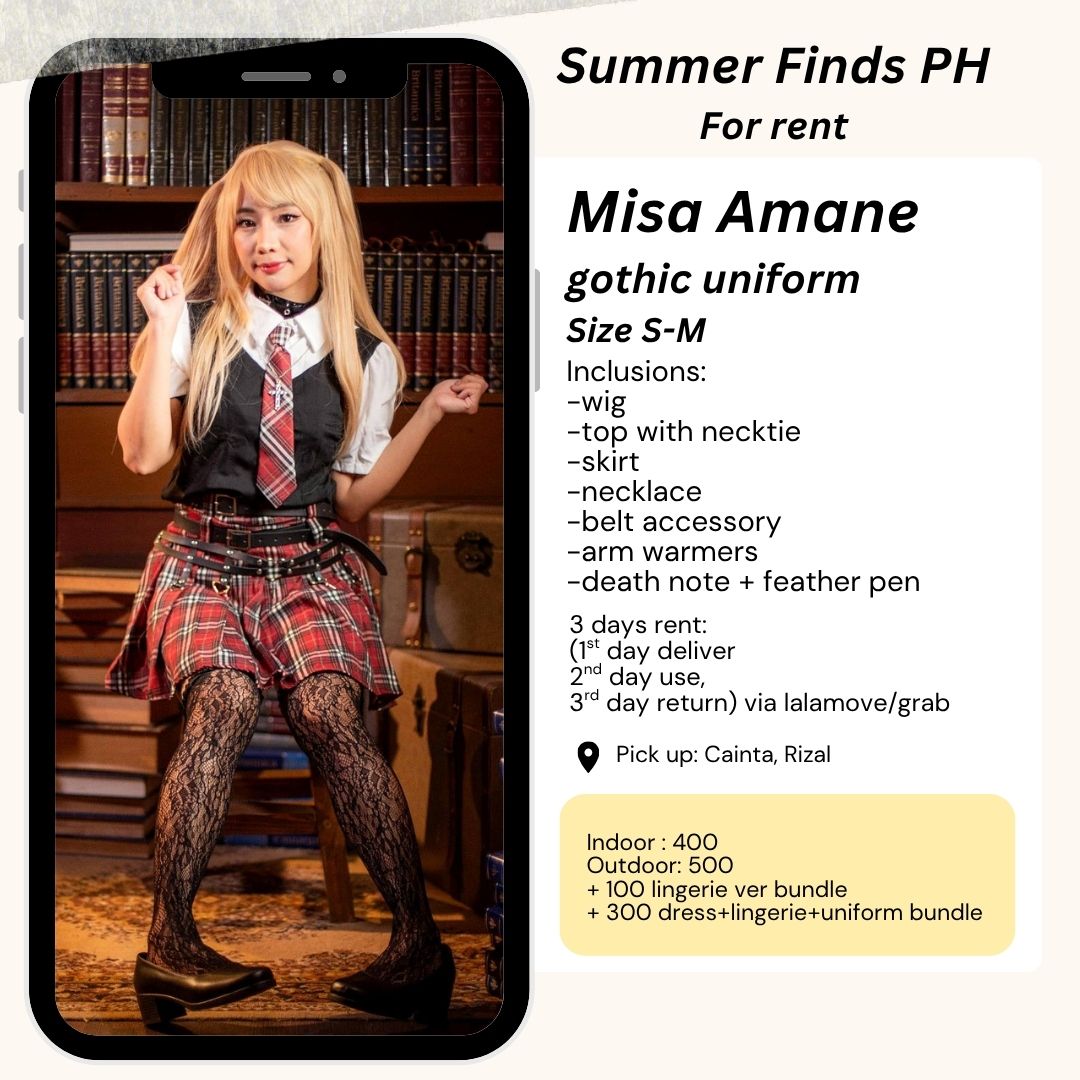 Summer Finds PH
For rent
Misa Amane
gothic uniform
Size S-M
Inclusions:
-wig
-top with necktie
-skirt
-necklace
-belt accessory
-arm warmers
-death note + feather pen
3 days rent:
(1st day deliver
2nd day use,
3rd day return) via lalamove/grab
Pick up: Cainta, Rizal
Indoor : 400
Outdoor: 500
+ 100 lingerie ver bundle
+ 300 dress+lingerie+uniform bundle
Britannica
Britannica
Britannica